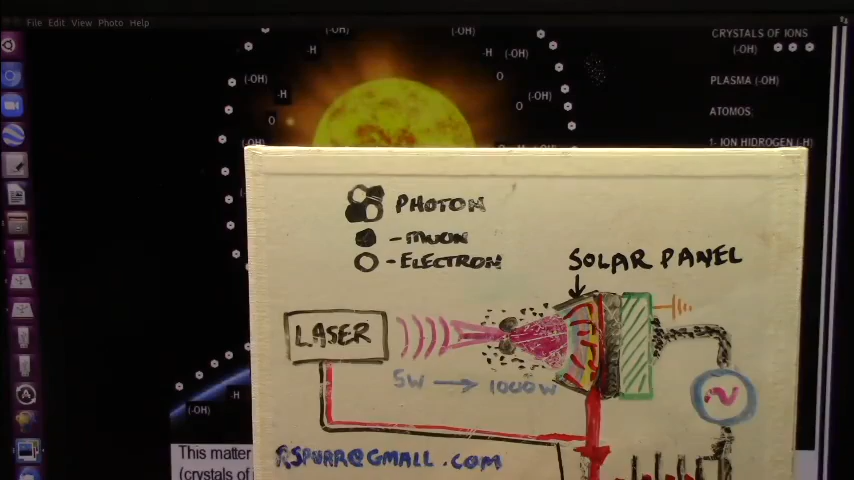 File Edit View Photo Help
CRYSTALS OF IONS
(-OH)
(-OH)
(-OH)
-H
-H
(-OH)
(-OH)
-H
O
PLASMA (-OH)
(-OH)
O
O
ATOMOS:
(-OH)
1- ION HIDROGEN (-H)
PHOTON
- MUON
- ELECTRON
SOLAR PANEL
LASER
5W → 1000W
(-OH)
This matter
(crystals of
RSPURR@GMALL.COM